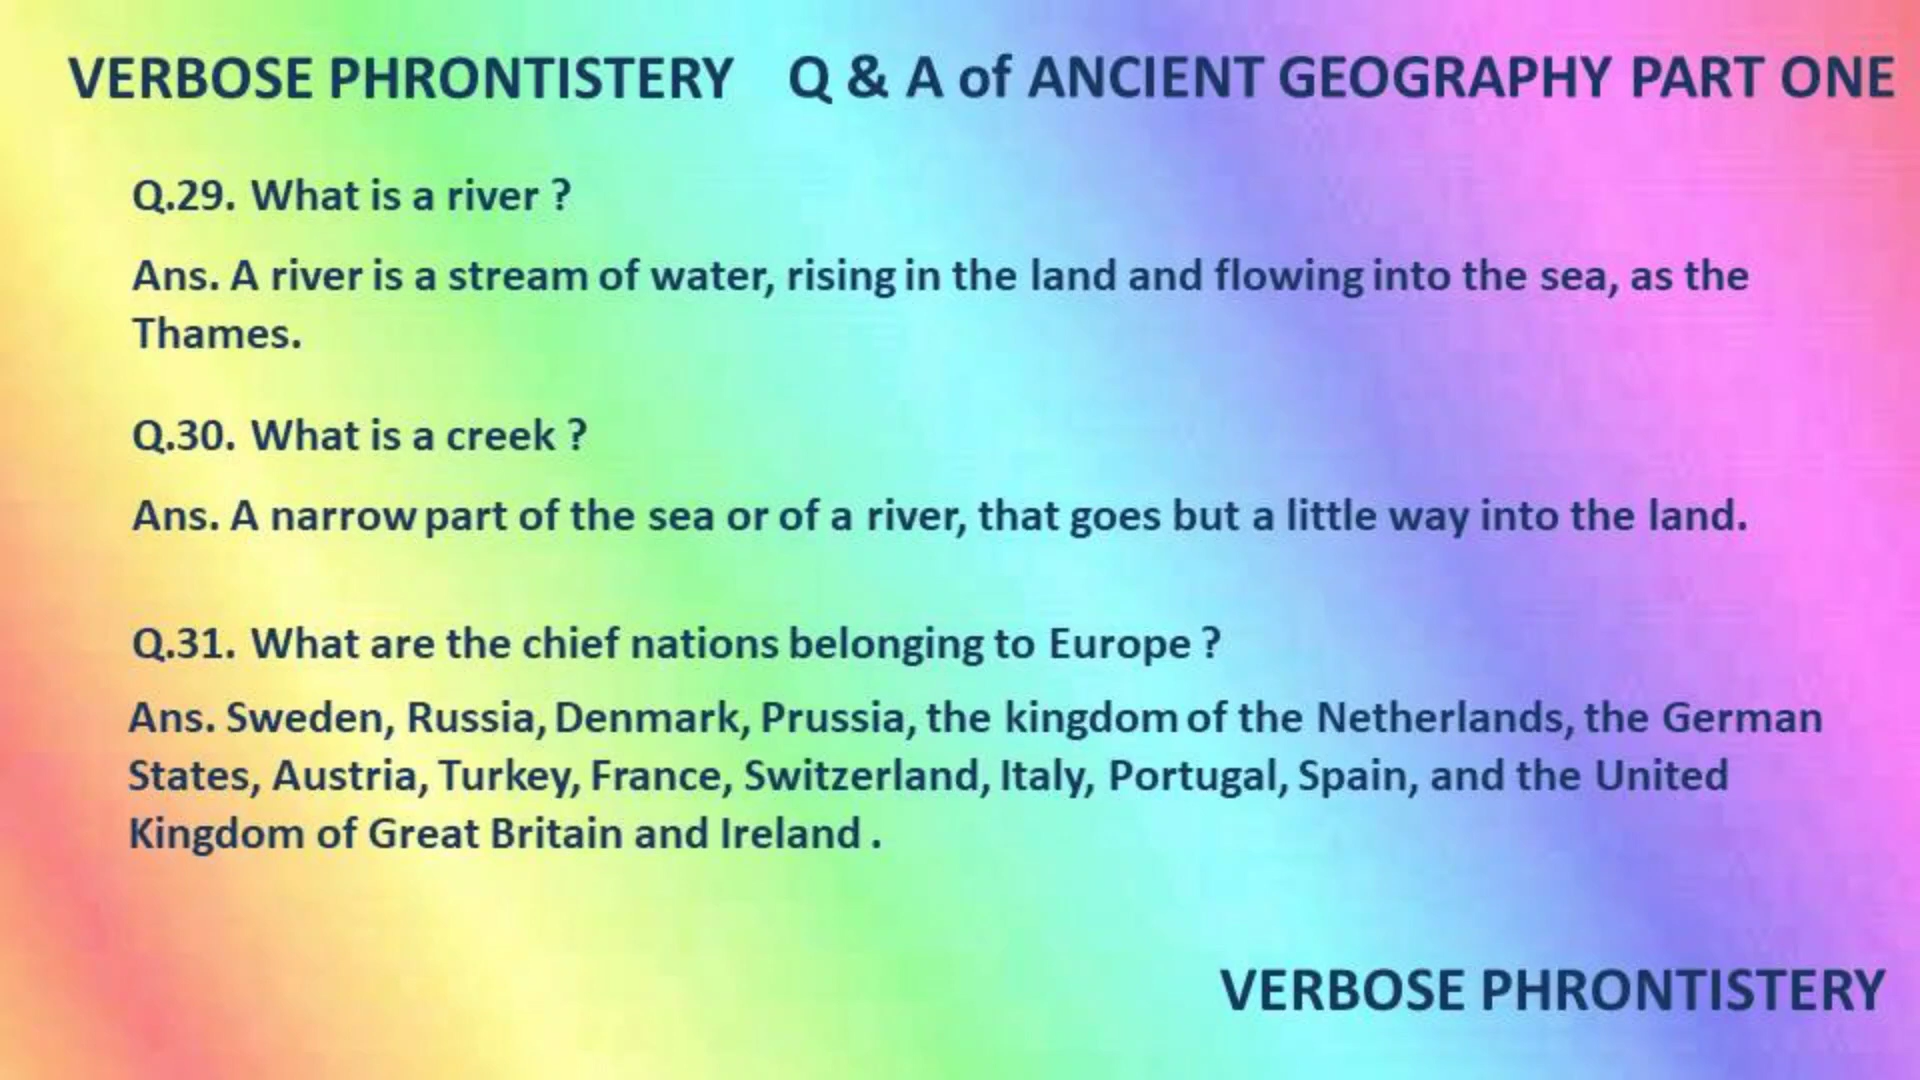 VERBOSE PHRONTISTERY Q & A of ANCIENT GEOGRAPHY PART ONE
Q.29. What is a river ?
Ans. A river is a stream of water, rising in the land and flowing into the sea, as the
Thames.
Q.30. What is a creek ?
Ans. A narrow part of the sea or of a river, that goes but a little way into the land.
Q.31. What are the chief nations belonging to Europe ?
Ans. Sweden, Russia, Denmark, Prussia, the kingdom of the Netherlands, the German
States, Austria, Turkey, France, Switzerland, Italy, Portugal, Spain, and the United
Kingdom of Great Britain and Ireland .
VERBOSE PHRONTISTERY